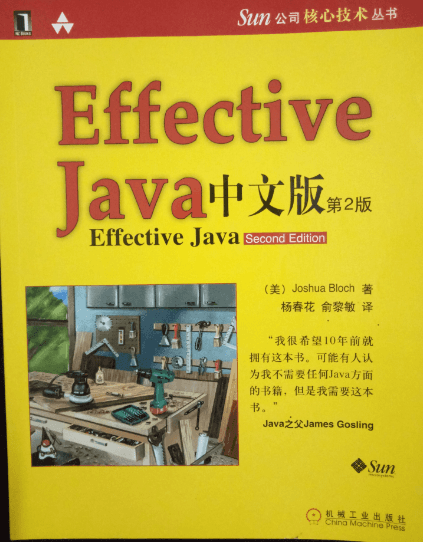 Sun 公司核心技术丛书
Effective
Java中文版 第2版
Effective Java Second Edition
（美） Joshua Bloch 著
杨春花 俞黎敏 译
“我很希望10年前就
拥有这本书。可能有人认
为我不需要任何Java方面
的书籍，但是我需要这本
书。”
Java之父James Gosling
Sun
机械工业出版社
China Machine Press